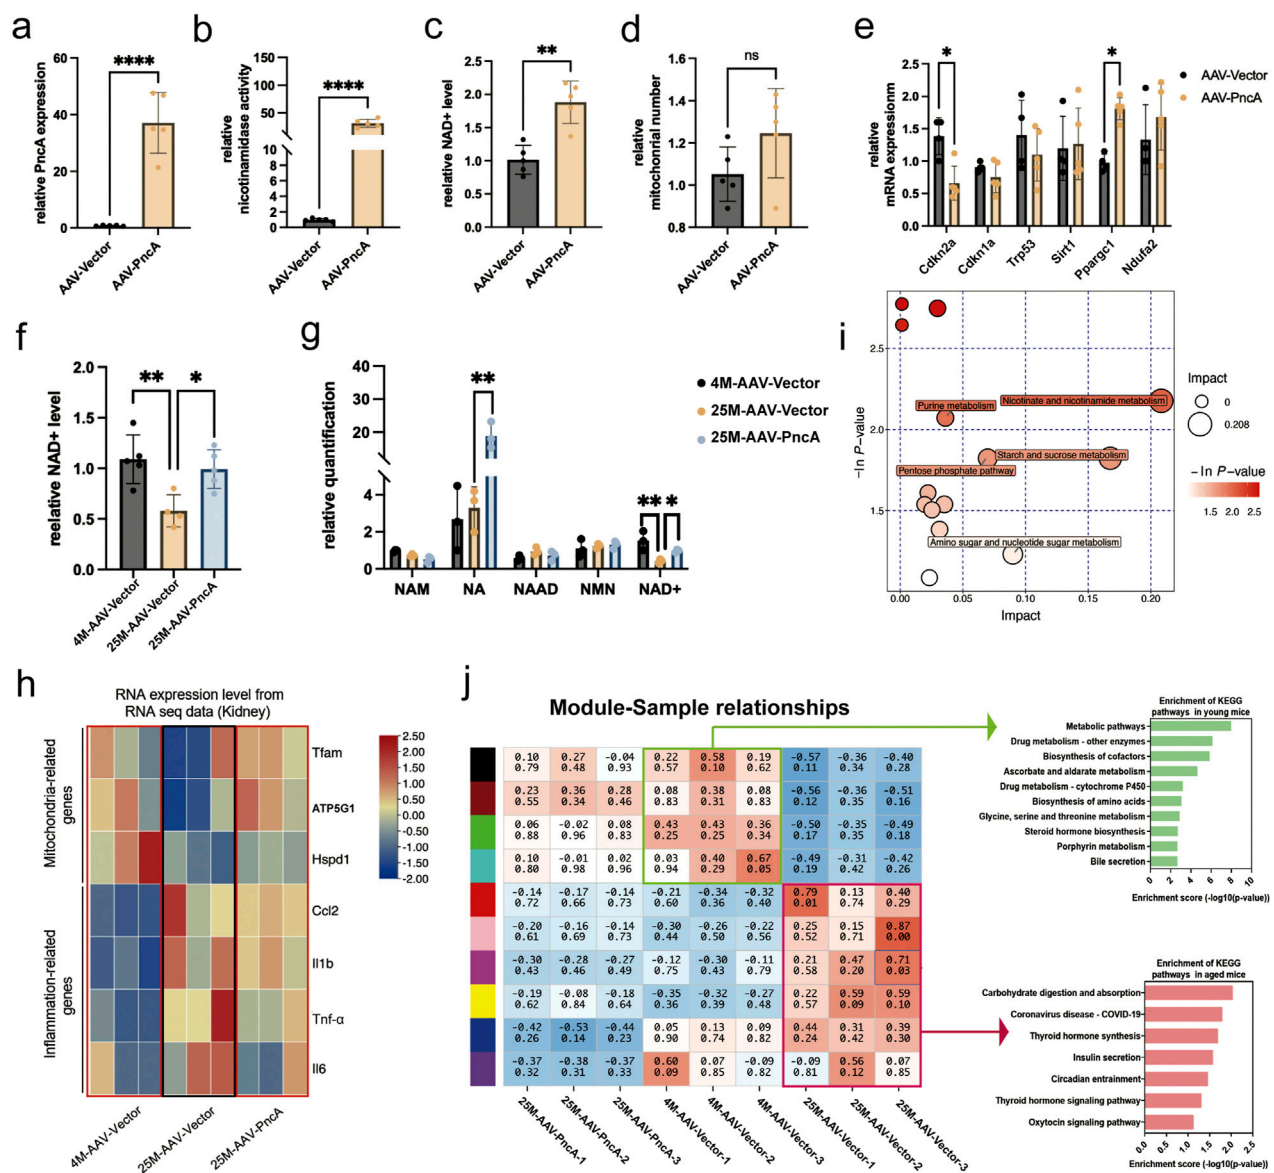 a
relative PncA expression
60
40
20
0
****
AAV-Vector
AAV-PncA
b
relative
nicotinamidase activity
150
100
50
10
8
6
4
2
0
****
AAV-Vector
AAV-PncA
c
reelative NAD+ level
2.5
2.0
1.5
1.0
0.5
0.0
**
AAV-Vector
AAV-PncA
d
relative
mitochonrial number
1.6
1.4
1.2
1.0
0.8
ns
AAV-Vector
AAV-PncA
e
relative
mRNA expressionm
2.5
2.0
1.5
1.0
0.5
0.0
*
*
Cdkn2a
Cdkn1a
Trp53
Sirt1
Ppargc1
Ndufa2
AAV-Vector
AAV-PncA
f
reelative NAD+ level
2.0
1.5
1.0
0.5
0.0
**
*
4M-AAV-Vector
25M-AAV-Vector
25M-AAV-PncA
g
relative quantification
40
30
20
4
2
0
**
** *
NAM
NA
NAAD
NMN
NAD+
4M-AAV-Vector
25M-AAV-Vector
25M-AAV-PncA
i
-ln P-value
2.5
2.0
1.5
Nicotinate and nicotinamide metabolism
Purine metabolism
Starch and sucrose metabolism
Pentose phosphate pathway
Amino sugar and nucleotide sugar metabolism
0.00
0.05
0.10
0.15
0.20
Impact
Impact
0
0.208
-ln P-value
1.5 2.0 2.5
h
RNA expression level from
RNA seq data (Kidney)
Mitochondria-related
genes
Inflammation-related
genes
Tfam
ATP5G1
Hspd1
Ccl2
Il1b
Tnf-α
Il6
4M-AAV-Vector
25M-AAV-Vector
25M-AAV-PncA
2.50
2.00
1.50
1.00
0.50
0.00
-0.50
-1.00
-1.50
-2.00
j
Module-Sample relationships
0.10 0.27 -0.04 0.22 0.58 0.19 -0.57 -0.36 -0.40
0.79 0.48 0.93 0.57 0.10 0.62 0.11 0.34 0.28
0.23 0.36 0.28 0.08 0.38 0.08 -0.56 -0.36 -0.51
0.55 0.34 0.46 0.83 0.31 0.83 0.12 0.35 0.16
0.06 -0.02 0.08 0.43 0.43 0.36 -0.50 -0.35 -0.49
0.88 0.96 0.83 0.25 0.25 0.34 0.17 0.35 0.18
0.10 -0.01 0.02 0.03 0.40 0.67 -0.49 -0.31 -0.42
0.80 0.98 0.96 0.94 0.29 0.05 0.19 0.42 0.26
-0.14 -0.17 -0.14 -0.21 -0.34 -0.32 0.79 0.13 0.40
0.72 0.66 0.73 0.60 0.36 0.40 0.01 0.74 0.29
-0.20 -0.16 -0.14 -0.30 -0.26 -0.22 0.25 0.15 0.87
0.61 0.69 0.73 0.44 0.50 0.56 0.52 0.71 0.00
-0.30 -0.28 -0.27 -0.12 -0.30 -0.11 0.21 0.47 0.71
0.43 0.46 0.49 0.75 0.43 0.79 0.58 0.20 0.03
-0.19 -0.08 -0.18 -0.35 -0.32 -0.27 0.22 0.59 0.59
0.62 0.84 0.64 0.36 0.39 0.48 0.57 0.09 0.10
-0.42 -0.53 -0.44 0.05 0.13 0.09 0.44 0.31 0.39
0.26 0.14 0.23 0.90 0.74 0.82 0.24 0.42 0.30
-0.37 -0.38 -0.37 0.60 0.07 -0.09 -0.09 0.56 0.07
0.32 0.31 0.33 0.09 0.85 0.82 0.81 0.12 0.85
25M-AAV-PncA-1
25M-AAV-PncA-2
25M-AAV-PncA-3
4M-AAV-Vector-1
4M-AAV-Vector-2
4M-AAV-Vector-3
25M-AAV-Vector-1
25M-AAV-Vector-2
25M-AAV-Vector-3
Enrichment of KEGG
pathways in young mice
Metabolic pathways
Drug metabolism - other enzymes
Biosynthesis of cofactors
Ascorbate and aldarate metabolism
Drug metabolism - cytochrome P450
Biosynthesis of amino acids
Glycine, serine and threonine metabolism
Steroid hormone biosynthesis
Porphyrin metabolism
Bile secretion
0 2 4 6 8 10
Enrichment score (-log10(p-value))
Enrichment of KEGG
pathways in aged mice
Carbohydrate digestion and absorption
Coronavirus disease - COVID-19
Thyroid hormone synthesis
Insulin secretion
Circadian entrainment
Thyroid hormone signaling pathway
Oxytocin signaling pathway
0.0 0.5 1.0 1.5 2.0 2.5
Enrichment score (-log10(p-value))